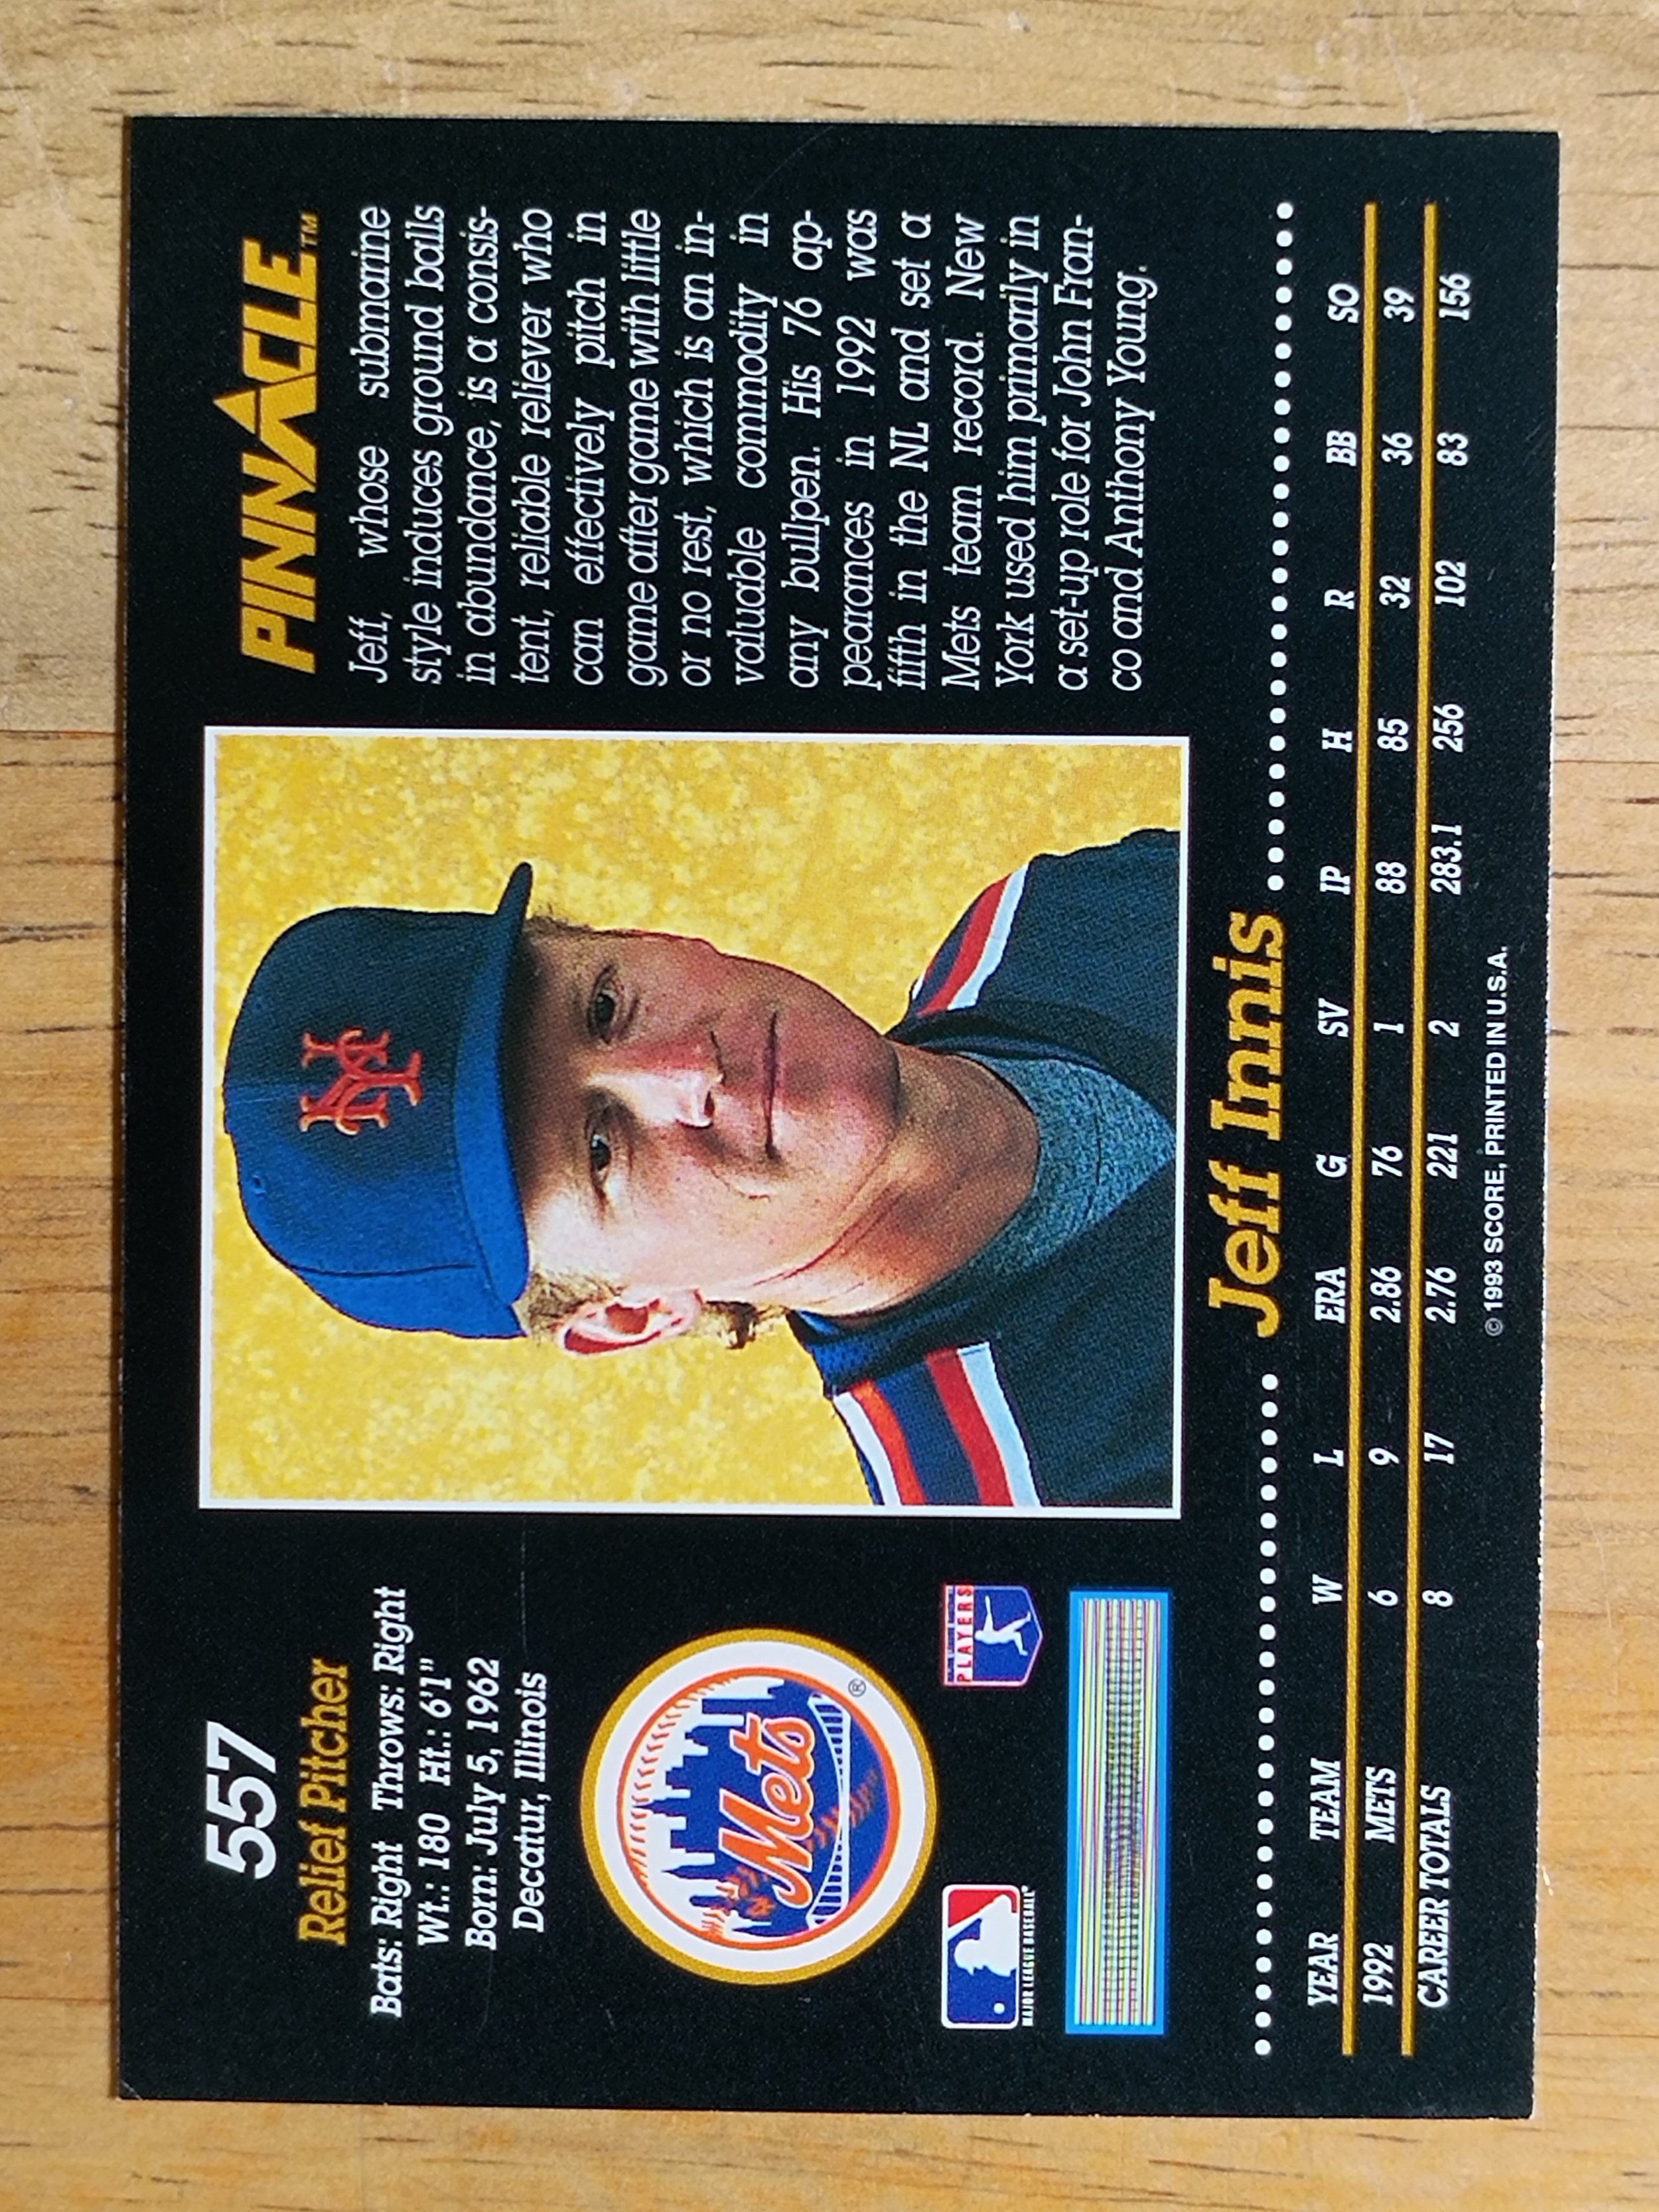 557
Relief Pitcher
Bats: Right Throws: Right
Wt.: 180 Ht.: 6'1"
Born: July 5, 1962
Decatur, Illinois
Mets
®
MAJOR LEAGUE BASEBALL®
PLAYERS
NY
PINNACLE™
Jeff, whose submarine
style induces ground balls
in abundance, is a consis-
tent, reliable reliever who
can effectively pitch in
game after game with little
or no rest, which is an in-
valuable commodity in
any bullpen. His 76 ap-
pearances in 1992 was
fifth in the NL and set a
Mets team record. New
York used him primarily in
a set-up role for John Fran-
co and Anthony Young.
Jeff Innis
YEAR TEAM W L ERA G SV IP H R BB SO
1992 METS 6 9 2.86 76 1 88 85 32 36 39
CAREER TOTALS 8 17 2.76 221 2 283.1 256 102 83 156
© 1993 SCORE, PRINTED IN U.S.A.